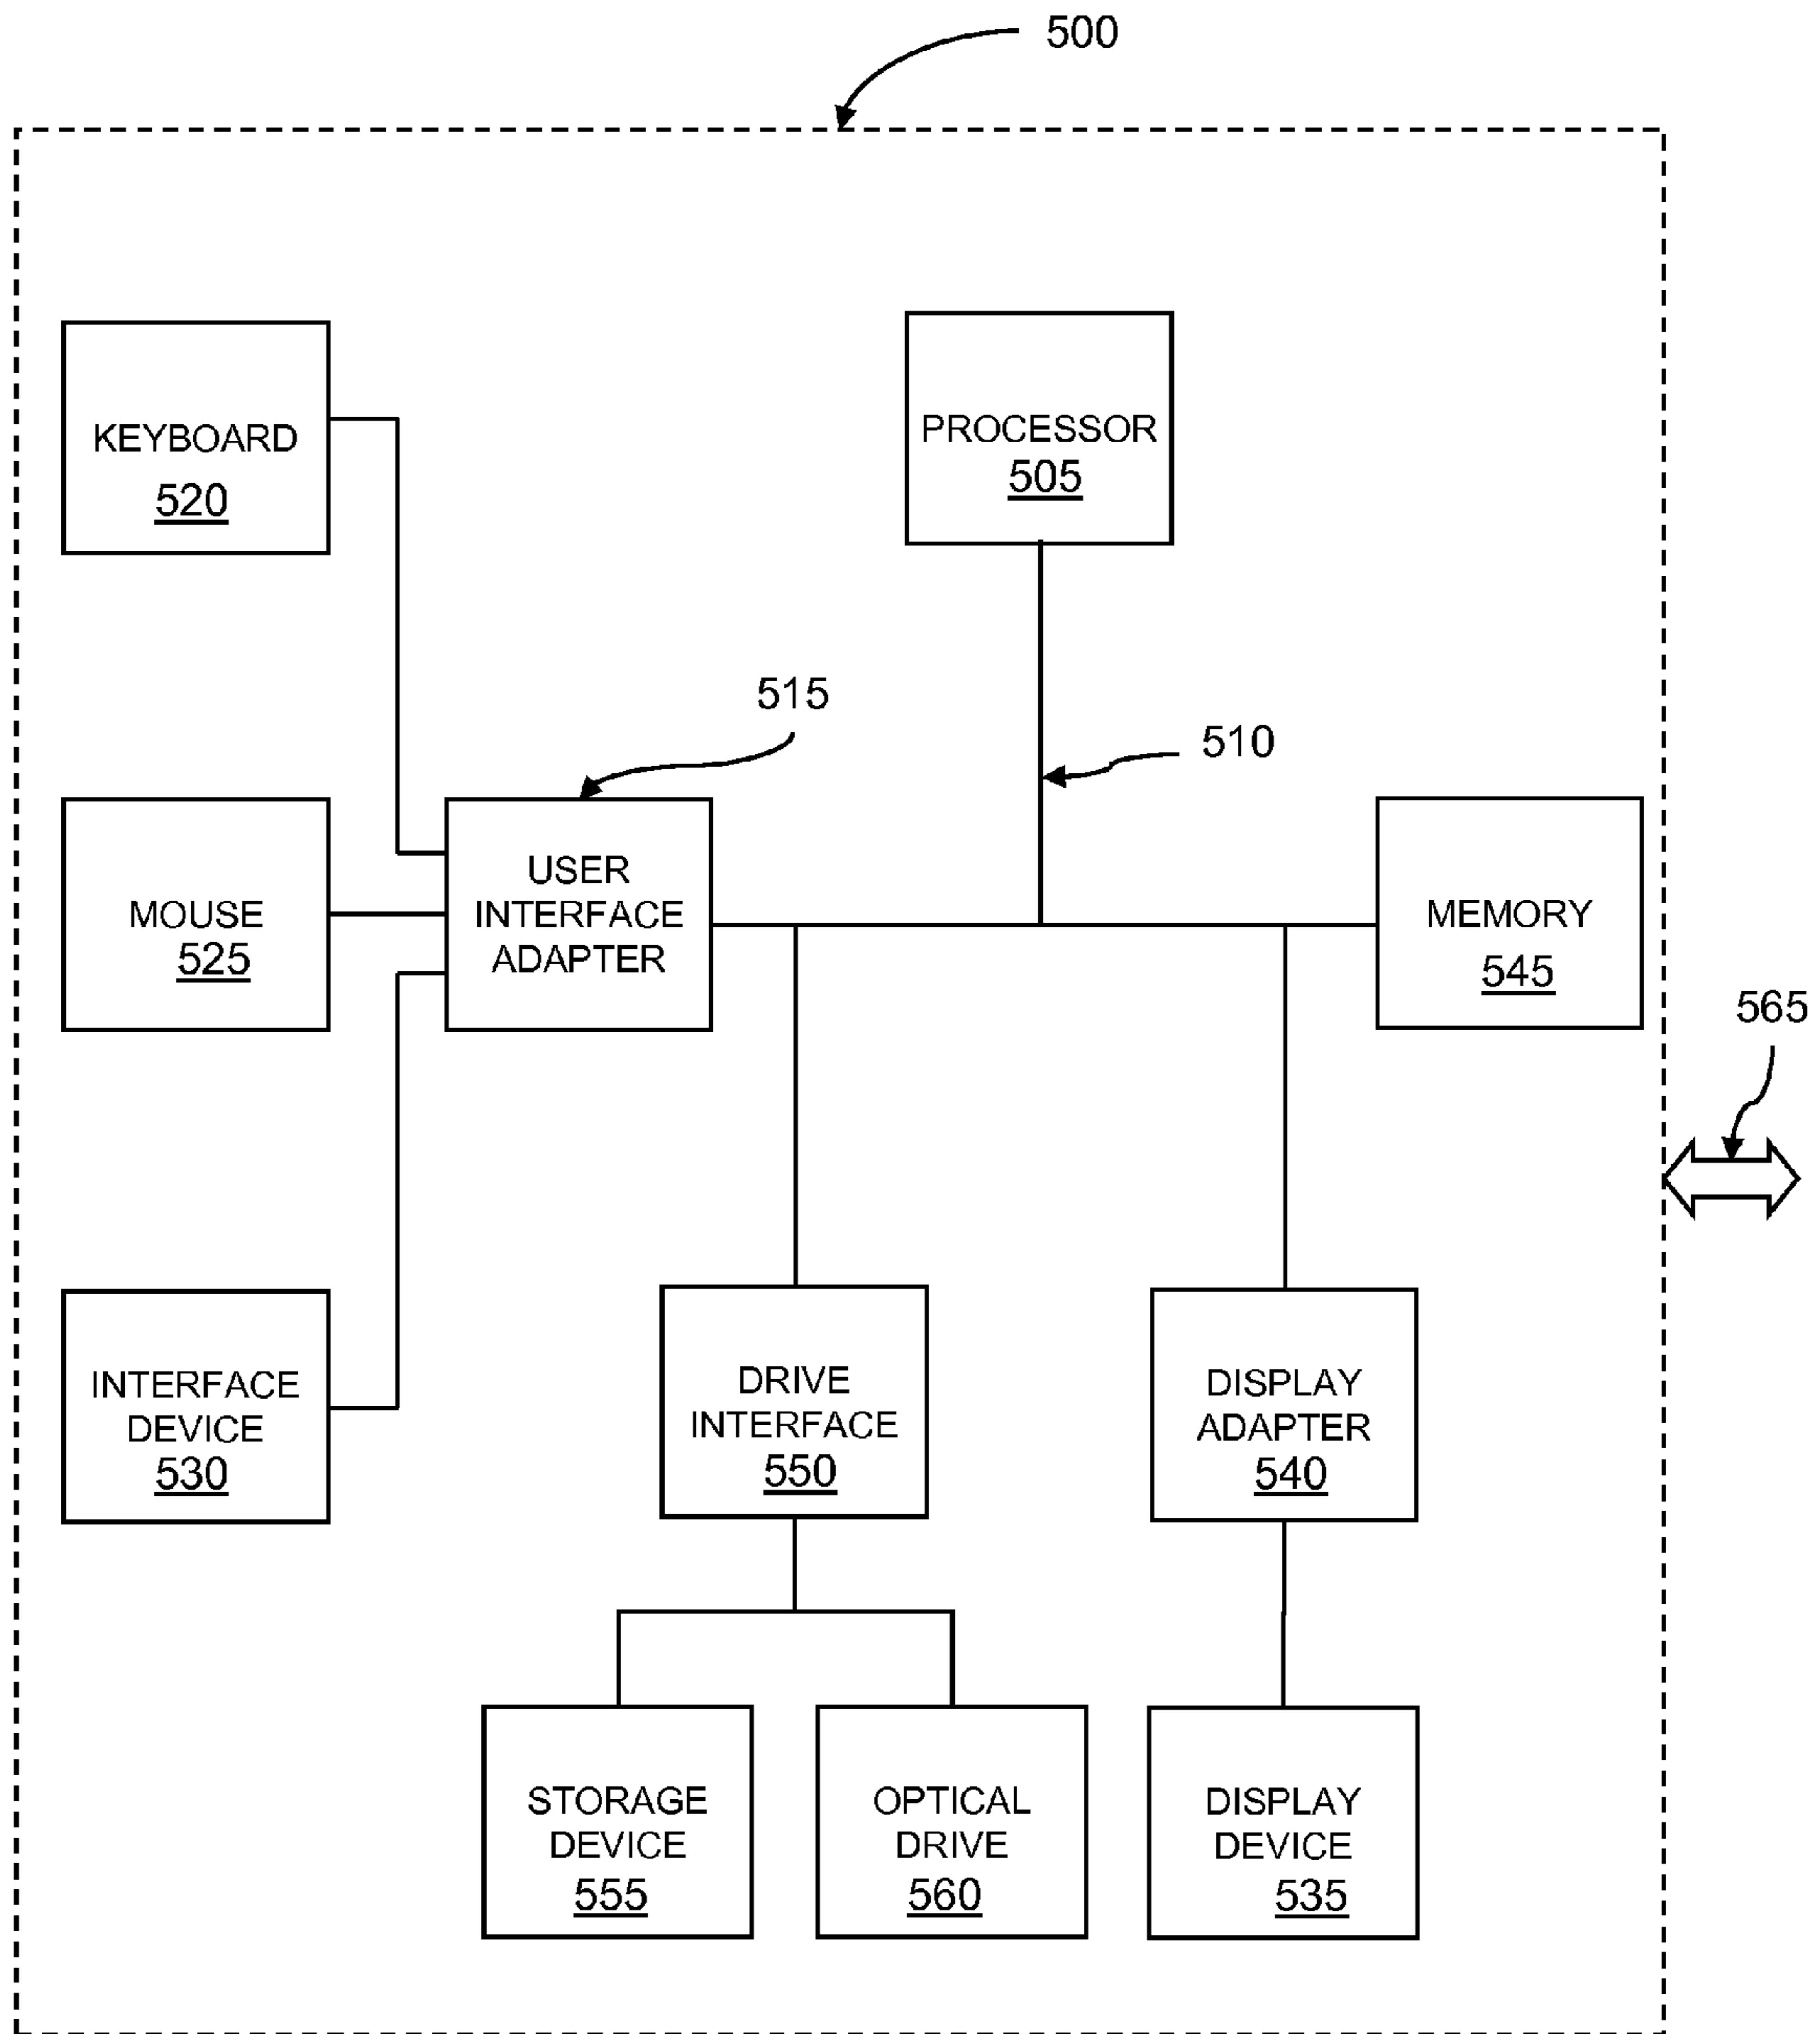 500
KEYBOARD
520
PROCESSOR
505
515
510
MOUSE
525
USER
INTERFACE
ADAPTER
MEMORY
545
565
INTERFACE
DEVICE
530
DRIVE
INTERFACE
550
DISPLAY
ADAPTER
540
STORAGE
DEVICE
555
OPTICAL
DRIVE
560
DISPLAY
DEVICE
535